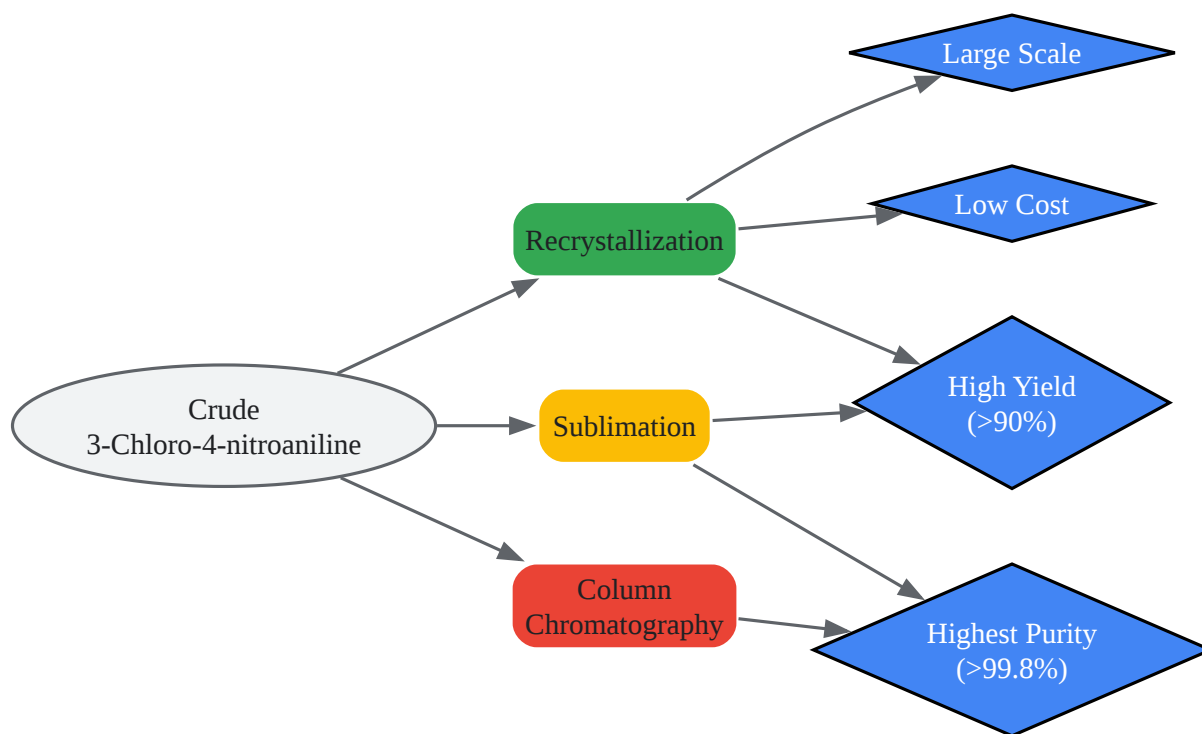 Crude
3-Chloro-4-nitroaniline
Recrystallization
Sublimation
Column
Chromatography
Large Scale
Low Cost
High Yield
(>90%)
Highest Purity
(>99.8%)